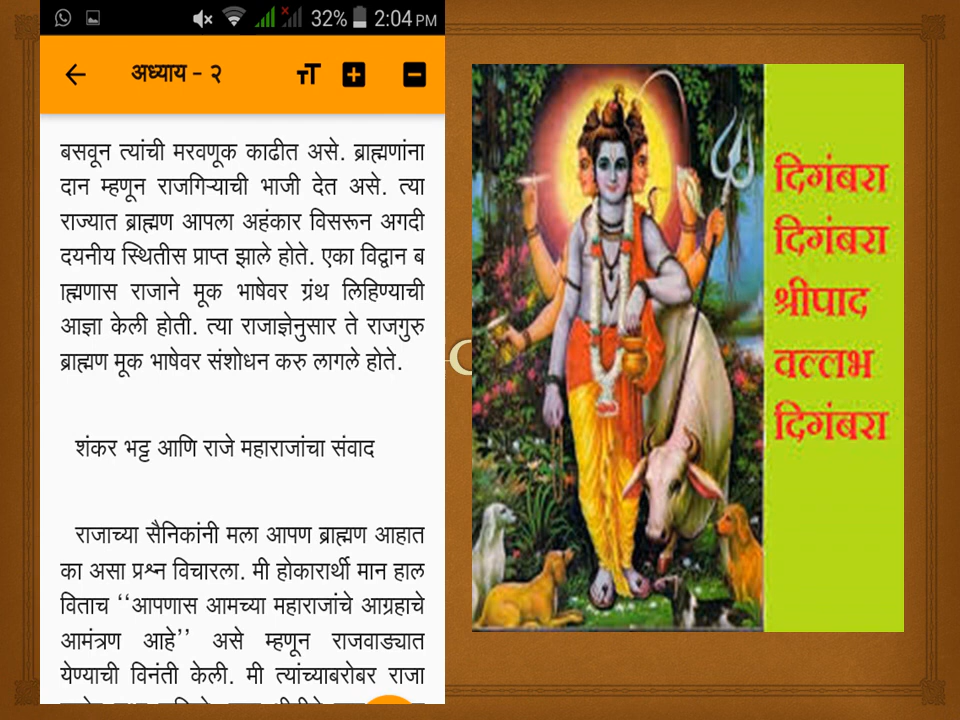 32% 2:04 PM
अध्याय - २
बसवून त्यांची मरवणूक काढीत असे. ब्राह्मणांना
दान म्हणून राजगिऱ्याची भाजी देत असे. त्या
राज्यात ब्राह्मण आपला अहंकार विसरून अगदी
दयनीय स्थितीस प्राप्त झाले होते. एका विद्वान ब
ाह्मणास राजाने मूक भाषेवर ग्रंथ लिहिण्याची
आज्ञा केली होती. त्या राजाज्ञेनुसार ते राजगुरु
ब्राह्मण मूक भाषेवर संशोधन करु लागले होते.
शंकर भट्ट आणि राजे महाराजांचा संवाद
राजाच्या सैनिकांनी मला आपण ब्राह्मण आहात
का असा प्रश्न विचारला. मी होकारार्थी मान हाल
विताच ‘‘आपणास आमच्या महाराजांचे आग्रहाचे
आमंत्रण आहे’’ असे म्हणून राजवाड्यात
येण्याची विनंती केली. मी त्यांच्याबरोबर राजा
दिगंबरा
दिगंबरा
श्रीपाद
वल्लभ
दिगंबरा